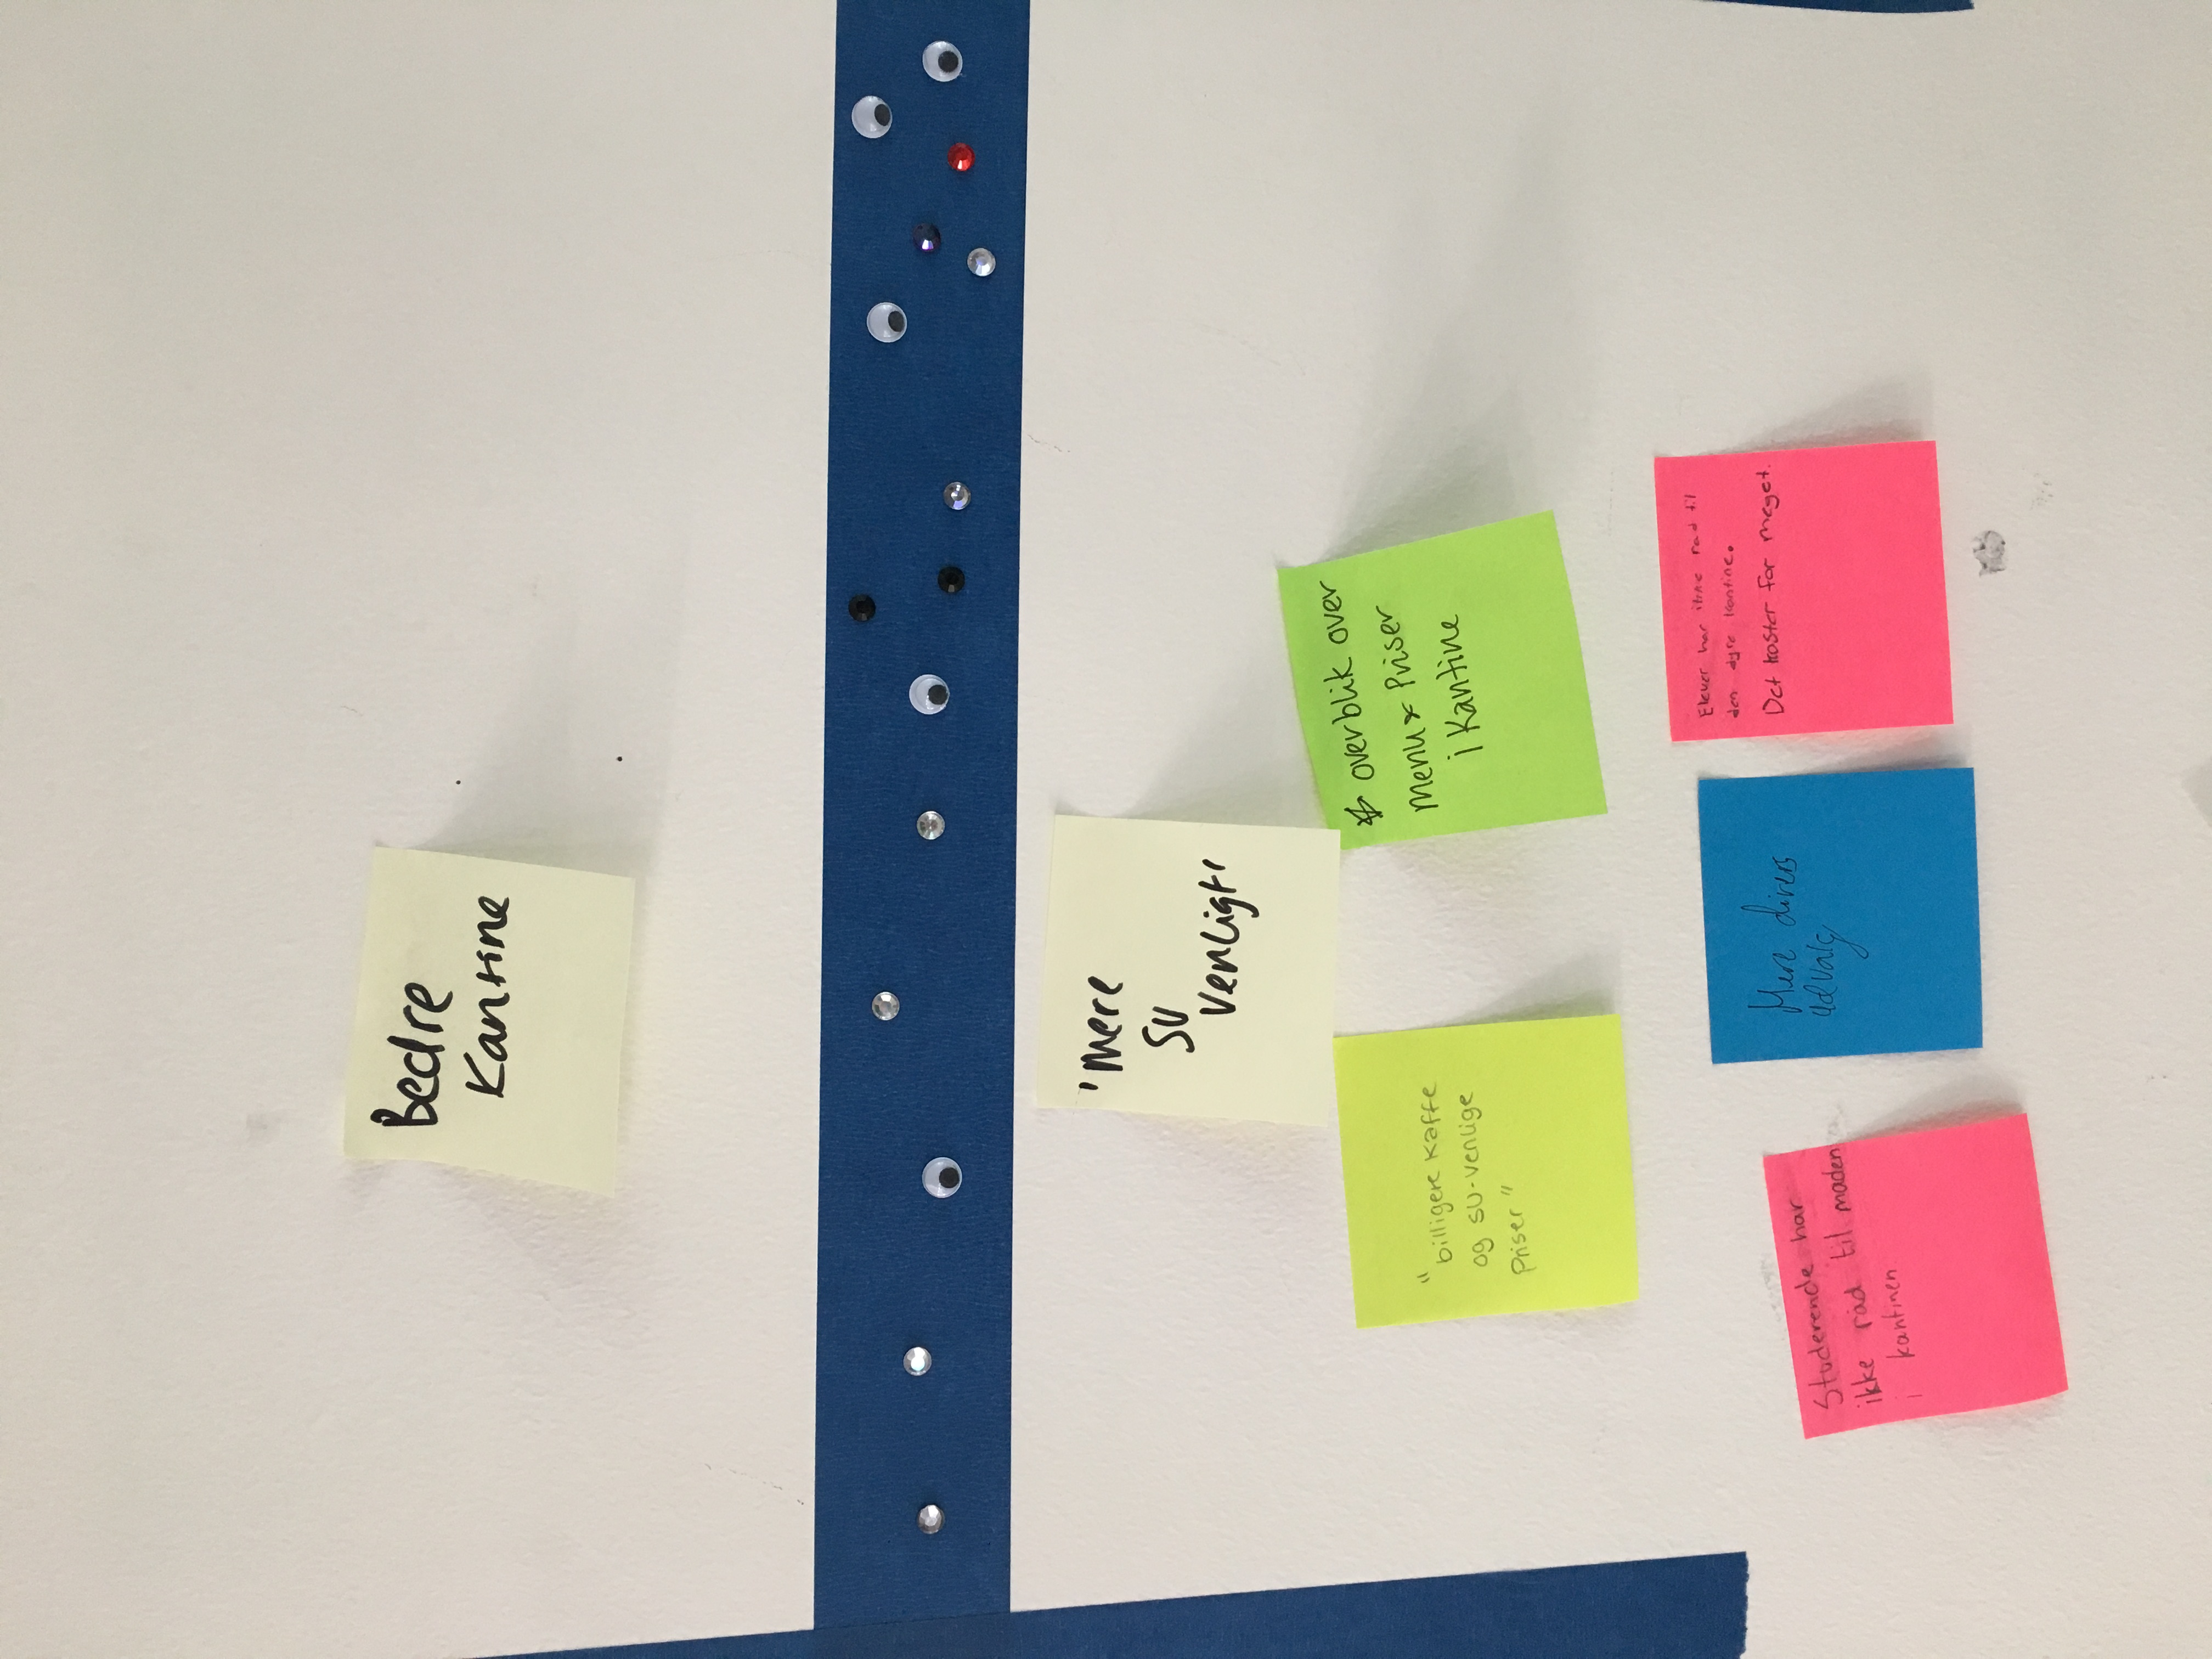 Bedre
Kantine
'Mere
SU
venligt'
"billigere kaffe
og SU-venlige
Priser"
overblik over
Menu & Priser
i Kantine
Studerende har
ikke råd til maden
i kantinen
Mere divers
udvalg
Elever har ikke råd til
den dyre kantine.
Det koster for meget.